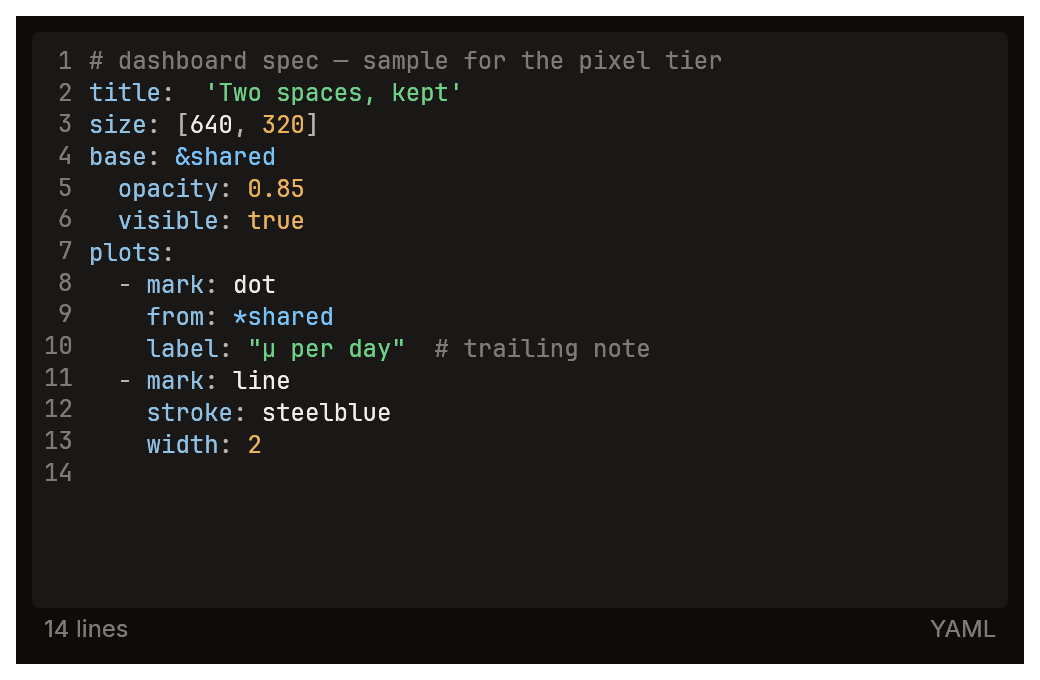 1 # dashboard spec — sample for the pixel tier
2 title:  'Two spaces, kept'
3 size: [640, 320]
4 base: &shared
5   opacity: 0.85
6   visible: true
7 plots:
8   - mark: dot
9     from: *shared
10     label: "µ per day"  # trailing note
11   - mark: line
12     stroke: steelblue
13     width: 2
14
14 lines
YAML